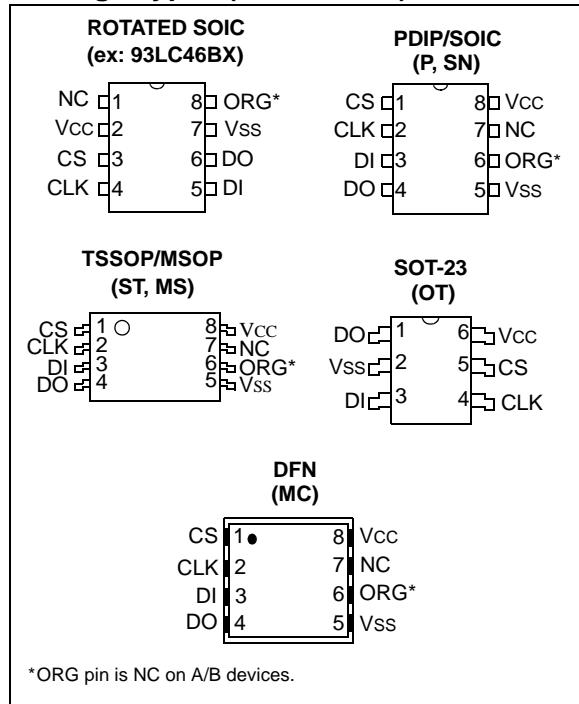 ROTATED SOIC
(ex: 93LC46BX)
NC 1 8 ORG*
VCC 2 7 VSS
CS 3 6 DO
CLK 4 5 DI
PDIP/SOIC
(P, SN)
CS 1 8 VCC
CLK 2 7 NC
DI 3 6 ORG*
DO 4 5 VSS
TSSOP/MSOP
(ST, MS)
CS 1 8 VCC
CLK 2 7 NC
DI 3 6 ORG*
DO 4 5 VSS
SOT-23
(OT)
DO 1 6 VCC
VSS 2 5 CS
DI 3 4 CLK
DFN
(MC)
CS 1 8 VCC
CLK 2 7 NC
DI 3 6 ORG*
DO 4 5 VSS
*ORG pin is NC on A/B devices.